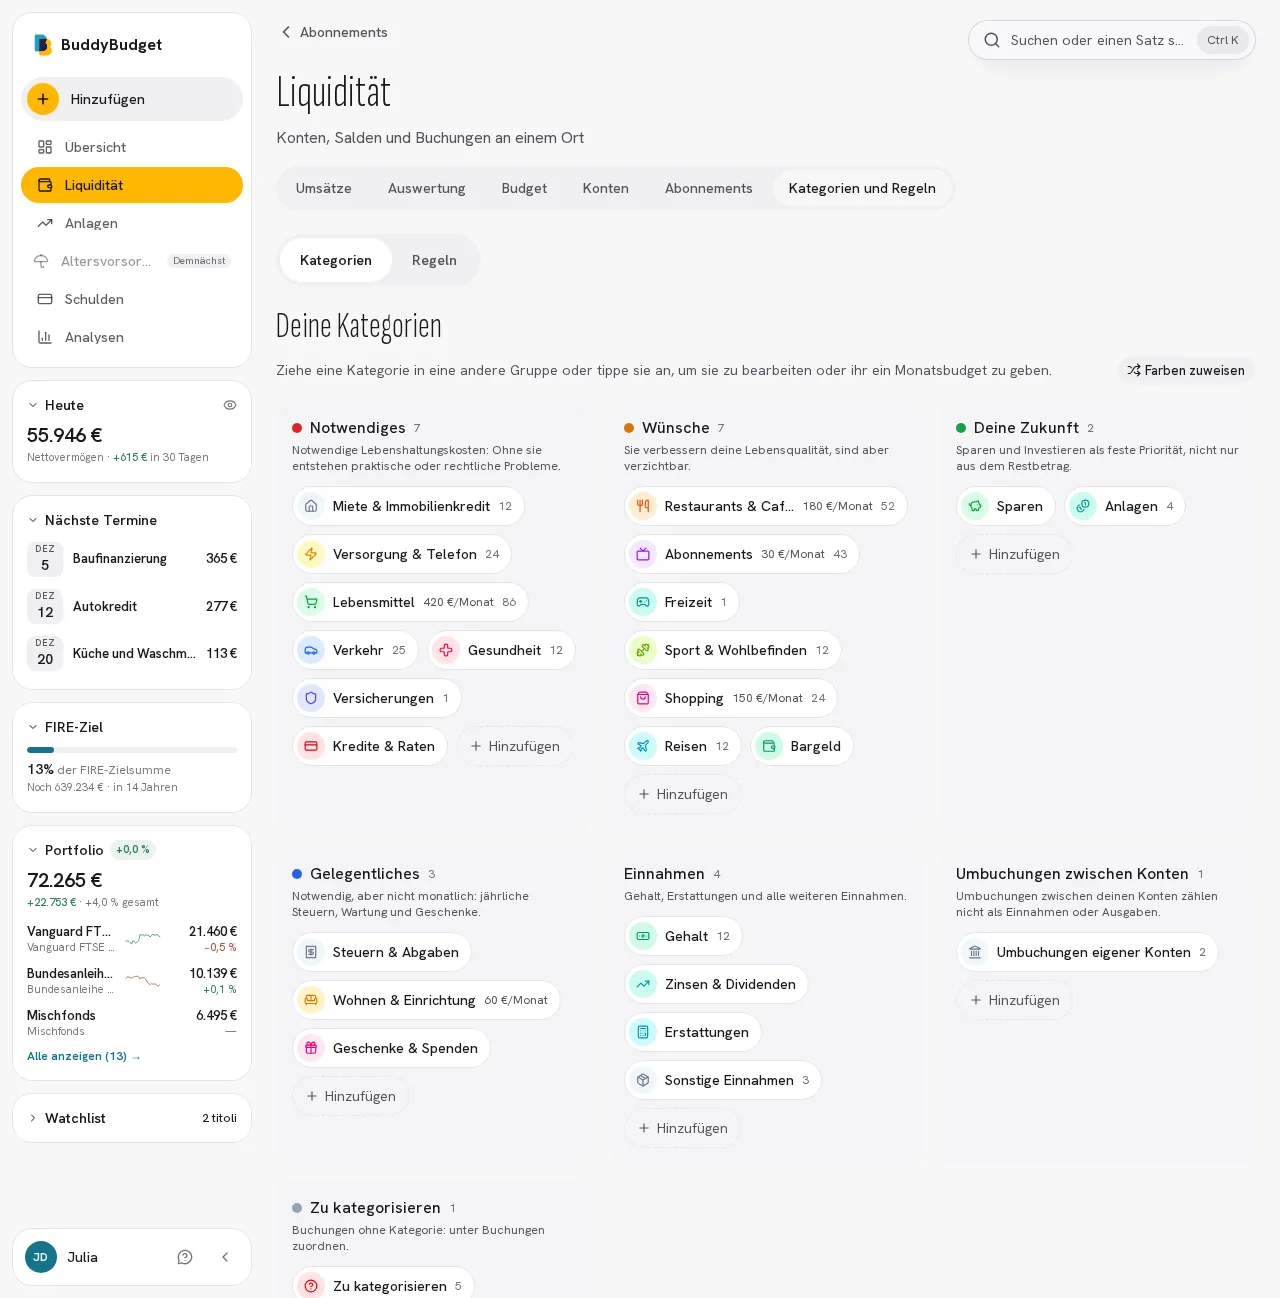 BuddyBudget
Hinzufügen
Übersicht
Liquidität
Anlagen
Altersvorsor... Demnächst
Schulden
Analysen
Heute
55.946 €
Nettovermögen · +615 € in 30 Tagen
Nächste Termine
DEZ
5
Baufinanzierung 365 €
DEZ
12
Autokredit 277 €
DEZ
20
Küche und Waschm... 113 €
FIRE-Ziel
13% der FIRE-Zielsumme
Noch 639.234 € · in 14 Jahren
Portfolio +0,0 %
72.265 €
+22.753 € · +4,0 % gesamt
Vanguard FT... 21.460 €
Vanguard FTSE ... −0,5 %
Bundesanleih... 10.139 €
Bundesanleihe ... +0,1 %
Mischfonds 6.495 €
Mischfonds —
Alle anzeigen (13) →
Watchlist 2 titoli
JD Julia
Abonnements
Suchen oder einen Satz s... Ctrl K
Liquidität
Konten, Salden und Buchungen an einem Ort
Umsätze Auswertung Budget Konten Abonnements Kategorien und Regeln
Kategorien Regeln
Deine Kategorien
Ziehe eine Kategorie in eine andere Gruppe oder tippe sie an, um sie zu bearbeiten oder ihr ein Monatsbudget zu geben.
Farben zuweisen
Notwendiges 7
Notwendige Lebenshaltungskosten: Ohne sie
entstehen praktische oder rechtliche Probleme.
Miete & Immobilienkredit 12
Versorgung & Telefon 24
Lebensmittel 420 €/Monat 86
Verkehr 25 Gesundheit 12
Versicherungen 1
Kredite & Raten + Hinzufügen
Wünsche 7
Sie verbessern deine Lebensqualität, sind aber
verzichtbar.
Restaurants & Caf... 180 €/Monat 52
Abonnements 30 €/Monat 43
Freizeit 1
Sport & Wohlbefinden 12
Shopping 150 €/Monat 24
Reisen 12 Bargeld
+ Hinzufügen
Deine Zukunft 2
Sparen und Investieren als feste Priorität, nicht nur
aus dem Restbetrag.
Sparen Anlagen 4
+ Hinzufügen
Gelegentliches 3
Notwendig, aber nicht monatlich: jährliche
Steuern, Wartung und Geschenke.
Steuern & Abgaben
Wohnen & Einrichtung 60 €/Monat
Geschenke & Spenden
+ Hinzufügen
Einnahmen 4
Gehalt, Erstattungen und alle weiteren Einnahmen.
Gehalt 12
Zinsen & Dividenden
Erstattungen
Sonstige Einnahmen 3
+ Hinzufügen
Umbuchungen zwischen Konten 1
Umbuchungen zwischen deinen Konten zählen
nicht als Einnahmen oder Ausgaben.
Umbuchungen eigener Konten 2
+ Hinzufügen
Zu kategorisieren 1
Buchungen ohne Kategorie: unter Buchungen
zuordnen.
Zu kategorisieren 5